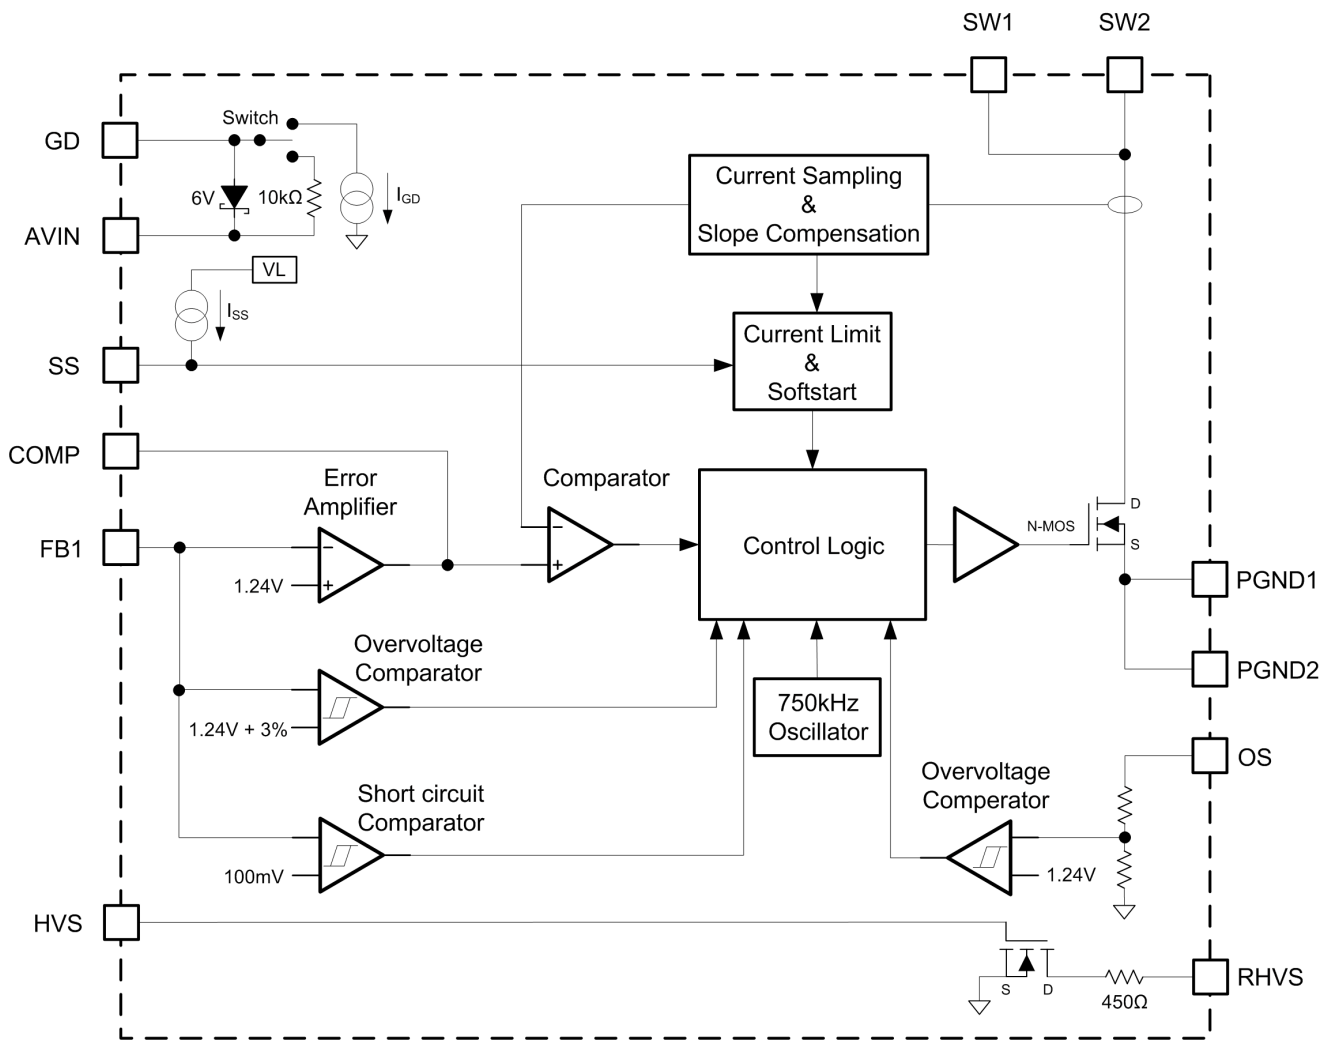 SW1
SW2
GD
Switch
6V
10kΩ
IGD
AVIN
VL
ISS
SS
Current Sampling
&
Slope Compensation
Current Limit
&
Softstart
COMP
Error
Amplifier
Comparator
FB1
−
1.24V
+
−
+
Control Logic
N-MOS
D
S
PGND1
PGND2
Overvoltage
Comparator
1.24V + 3%
750kHz
Oscillator
OS
Overvoltage
Comperator
1.24V
Short circuit
Comparator
100mV
HVS
S
D
450Ω
RHVS